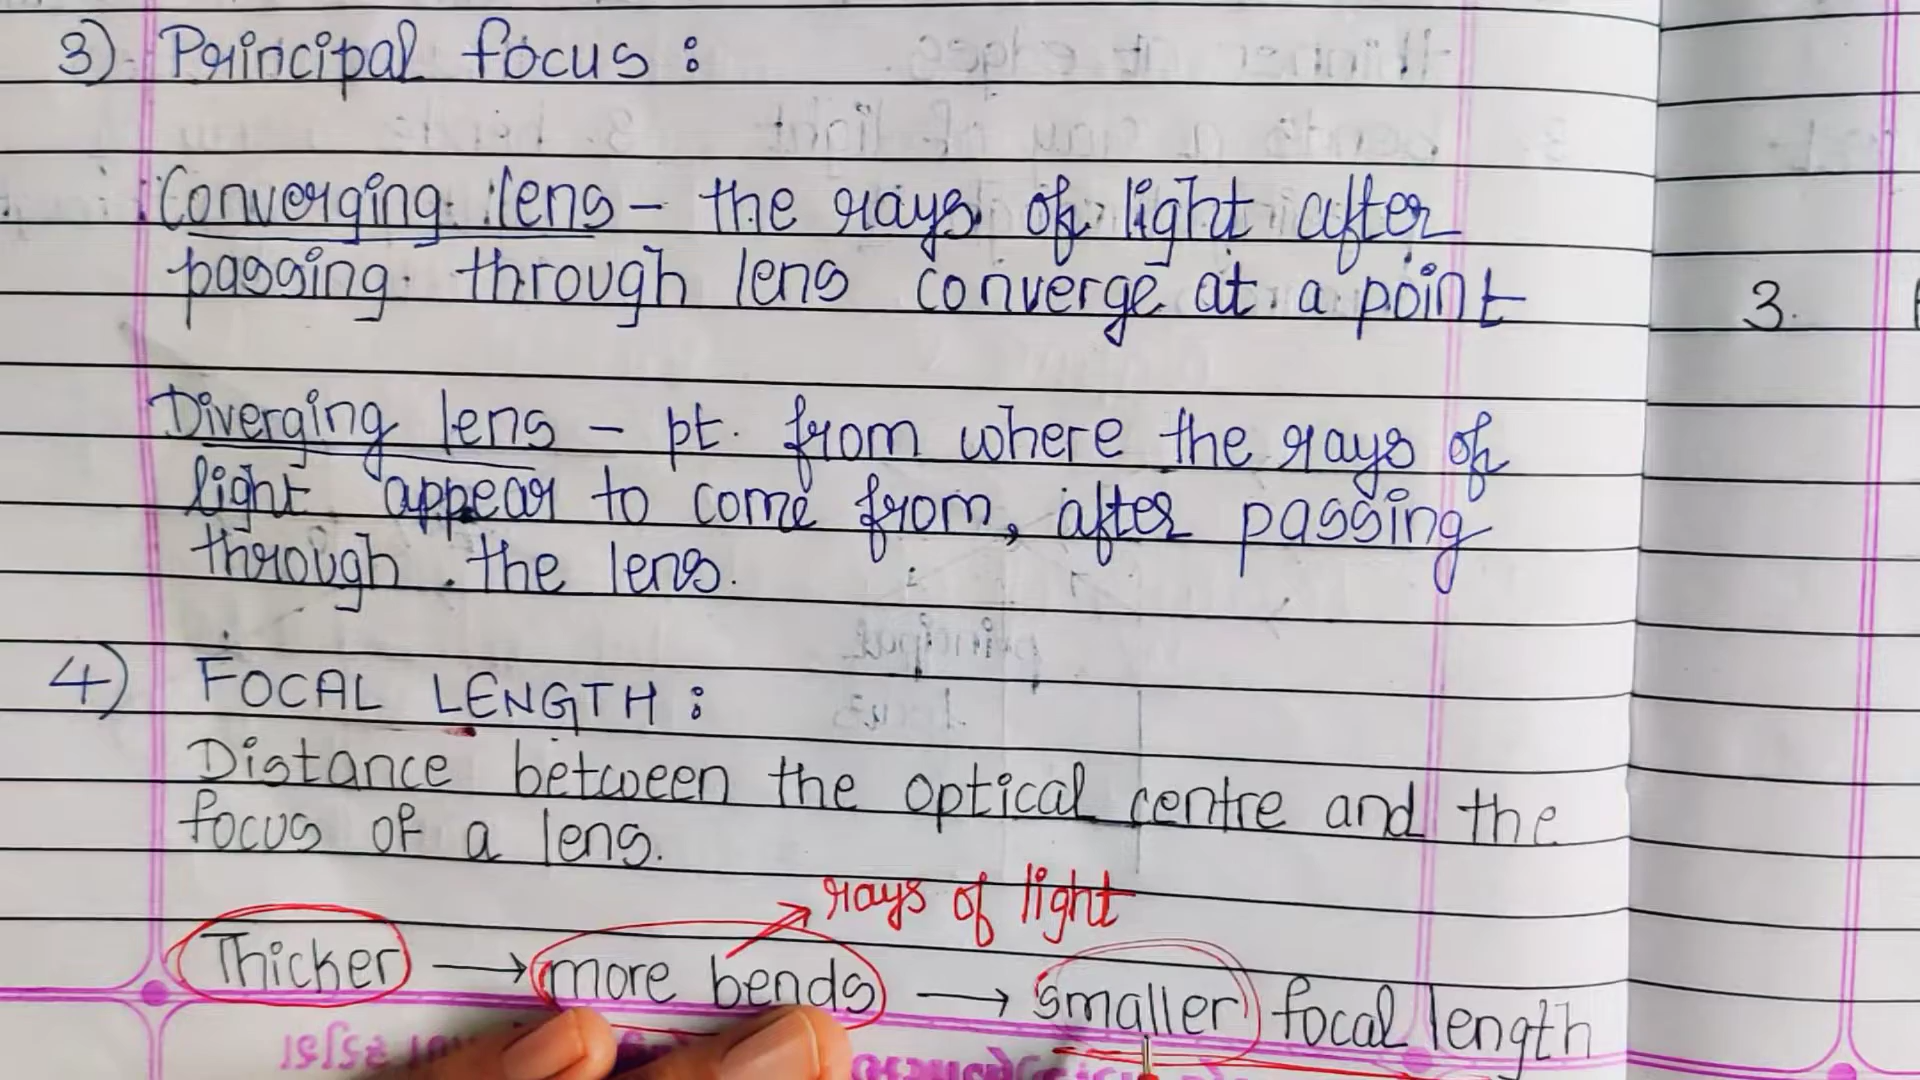 3) Principal focus :
Converging lens - the rays of light after
passing through lens converge at a point
Diverging lens - pt. from where the rays of
light appear to come from, after passing
through the lens.
4) FOCAL LENGTH :
Distance between the optical centre and the
focus of a lens.
rays of light
Thicker → more bends → smaller focal length
3.